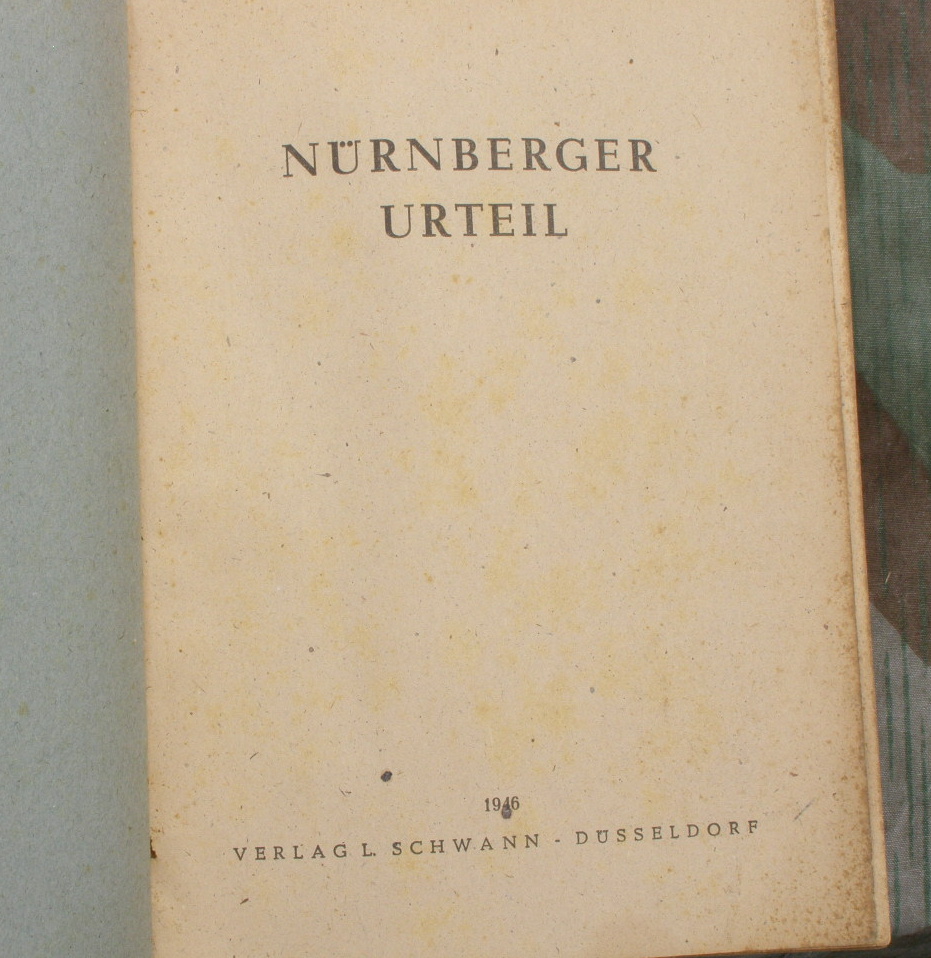 NÜRNBERGER
URTEIL
1946
VERLAG L. SCHWANN - DÜSSELDORF